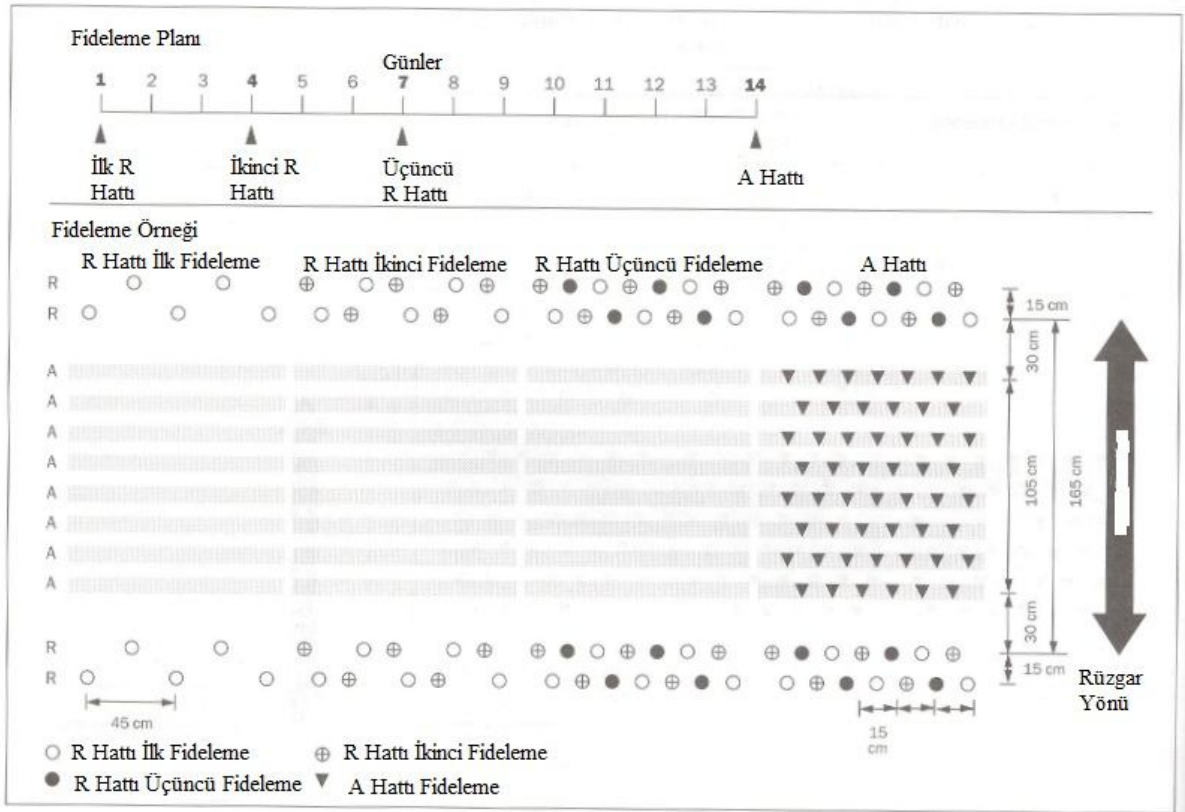 Fideleme Planı
Günler
1 2 3 4 5 6 7 8 9 10 11 12 13 14
İlk R
Hattı
İkinci R
Hattı
Üçüncü
R Hattı
A Hattı
Fideleme Örneği
R Hattı İlk Fideleme
R Hattı İkinci Fideleme
R Hattı Üçüncü Fideleme
A Hattı
R
R
A
A
A
A
A
A
A
A
R
R
15 cm
30 cm
105 cm
165 cm
30 cm
15 cm
Rüzgar
Yönü
45 cm
15
cm
R Hattı İlk Fideleme
R Hattı İkinci Fideleme
R Hattı Üçüncü Fideleme
A Hattı Fideleme